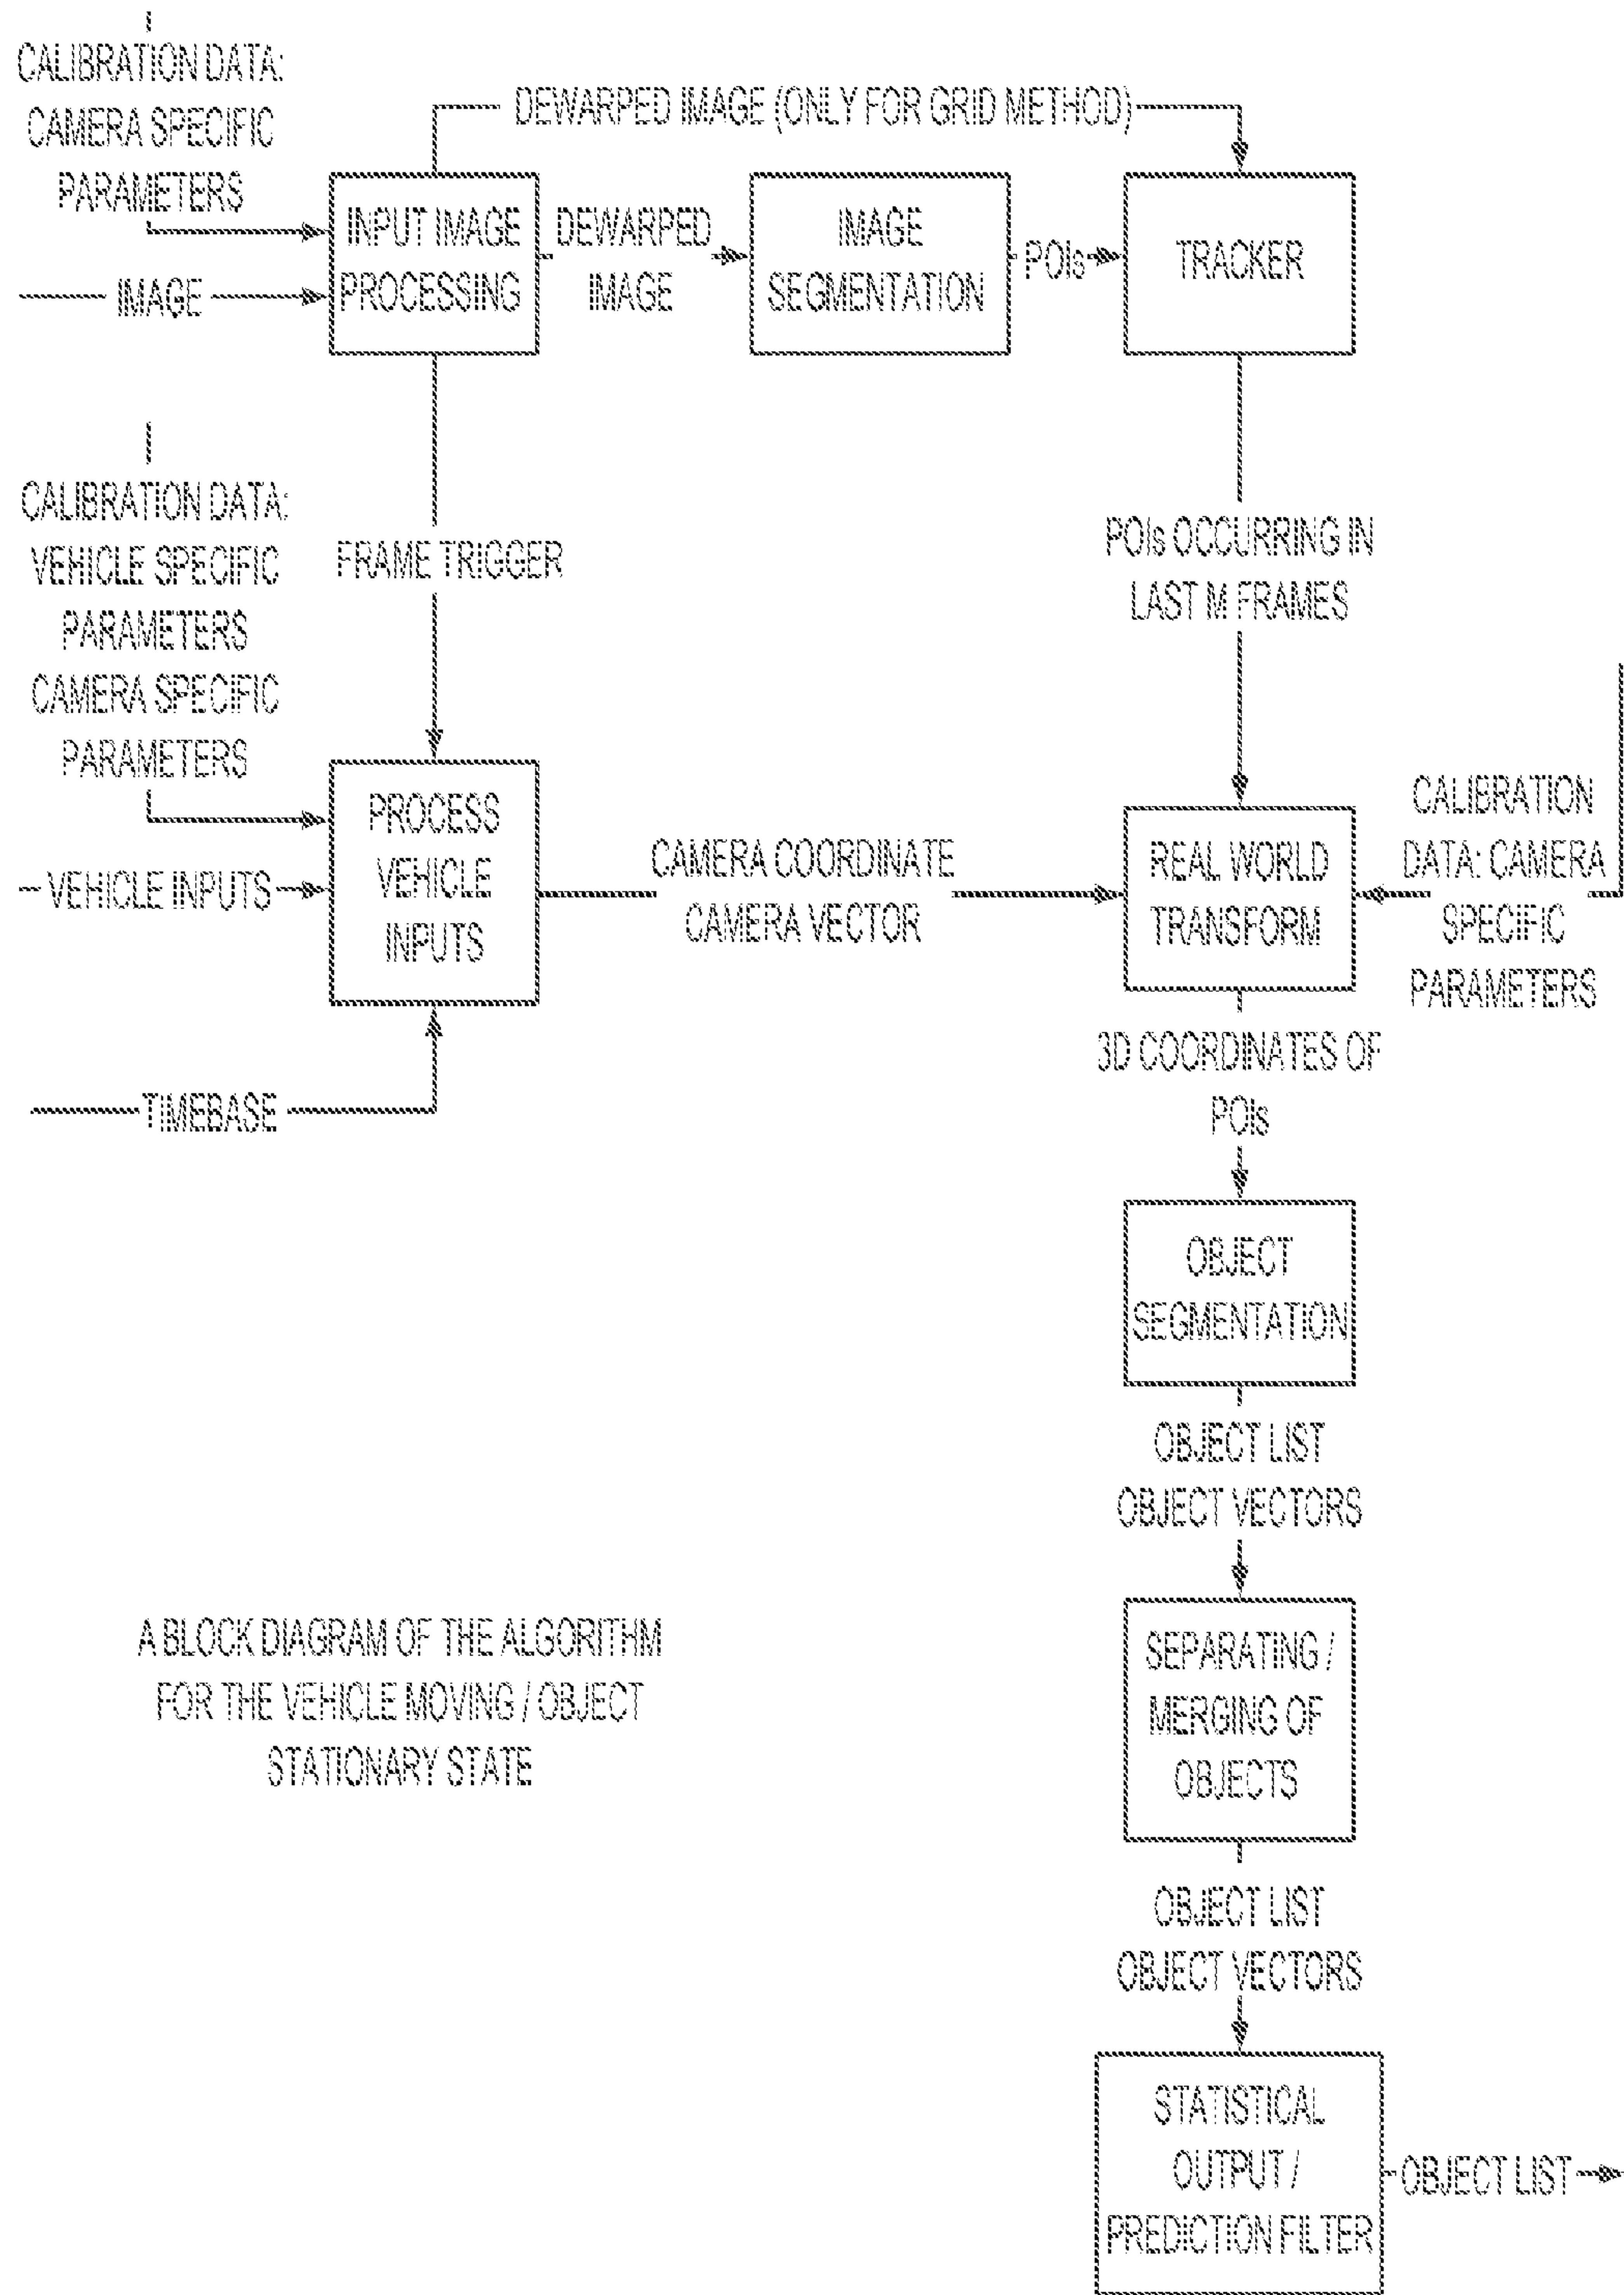 CALIBRATION DATA:
CAMERA SPECIFIC
PARAMETERS
IMAGE
DEWARPED IMAGE (ONLY FOR GRID METHOD)
INPUT IMAGE
PROCESSING
DEWARPED
IMAGE
IMAGE
SEGMENTATION
POIs
TRACKER
CALIBRATION DATA:
VEHICLE SPECIFIC
PARAMETERS
CAMERA SPECIFIC
PARAMETERS
FRAME TRIGGER
POIs OCCURRING IN
LAST M FRAMES
VEHICLE INPUTS
PROCESS
VEHICLE
INPUTS
CAMERA COORDINATE
CAMERA VECTOR
REAL WORLD
TRANSFORM
CALIBRATION
DATA: CAMERA
SPECIFIC
PARAMETERS
TIMEBASE
3D COORDINATES OF
POIs
OBJECT
SEGMENTATION
OBJECT LIST
OBJECT VECTORS
A BLOCK DIAGRAM OF THE ALGORITHM
FOR THE VEHICLE MOVING / OBJECT
STATIONARY STATE
SEPARATING /
MERGING OF
OBJECTS
OBJECT LIST
OBJECT VECTORS
STATISTICAL
OUTPUT /
PREDICTION FILTER
OBJECT LIST